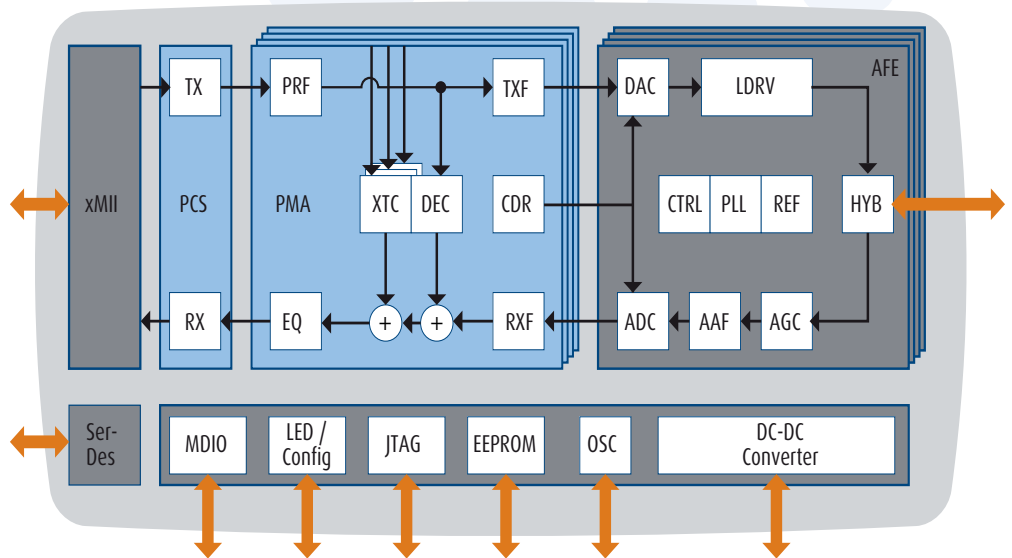 AFE
TX
PRF
TXF
DAC
LDRV
xMII
PCS
PMA
XTC
DEC
CDR
CTRL
PLL
REF
HYB
RX
EQ
+
+
RXF
ADC
AAF
AGC
Ser-
Des
MDIO
LED /
Config
JTAG
EEPROM
OSC
DC-DC
Converter